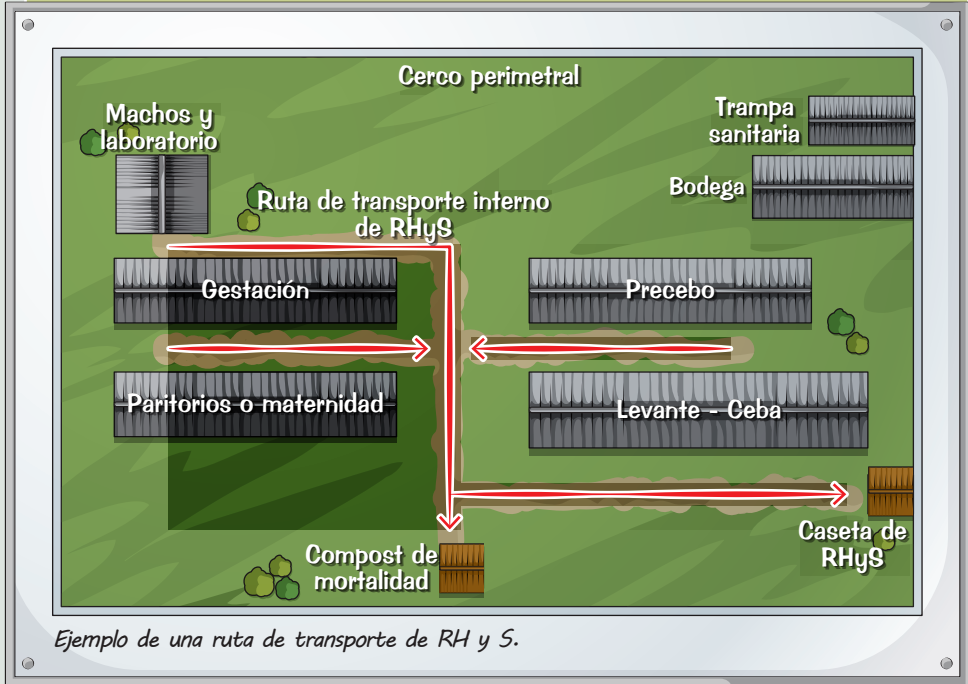 Cerco perimetral
Machos y
laboratorio
Trampa
sanitaria
Bodega
Ruta de transporte interno
de RHyS
Gestación
Precebo
Paritorios o maternidad
Levante - Ceba
Compost de
mortalidad
Caseta de
RHyS
Ejemplo de una ruta de transporte de RH y S.